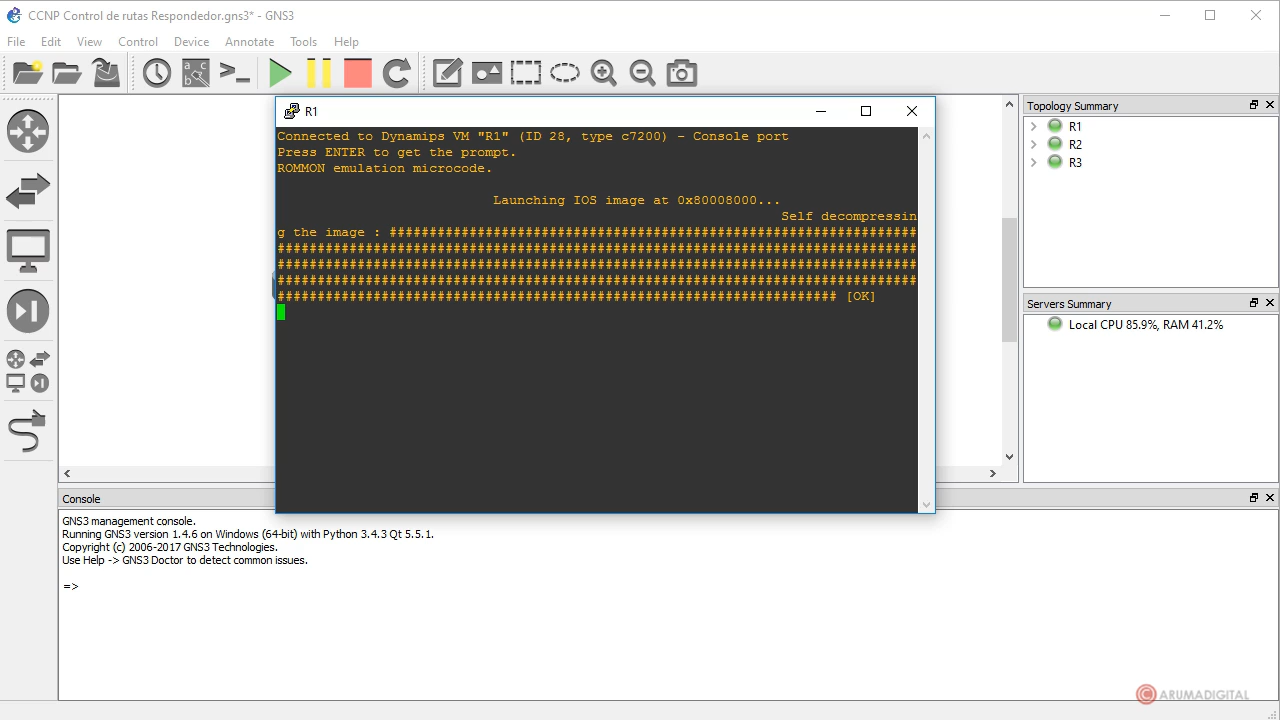 CCNP Control de rutas Respondedor.gns3* - GNS3
File Edit View Control Device Annotate Tools Help
R1
Connected to Dynamips VM "R1" (ID 28, type c7200) - Console port
Press ENTER to get the prompt.
ROMMON emulation microcode.
Launching IOS image at 0x80008000...
Self decompressin
g the image : ##################################################################
################################################################################
################################################################################
################################################################################
###################################################################### [OK]
Topology Summary
R1
R2
R3
Servers Summary
Local CPU 85.9%, RAM 41.2%
Console
GNS3 management console.
Running GNS3 version 1.4.6 on Windows (64-bit) with Python 3.4.3 Qt 5.5.1.
Copyright (c) 2006-2017 GNS3 Technologies.
Use Help -> GNS3 Doctor to detect common issues.
=>
© ARUMADIGITAL